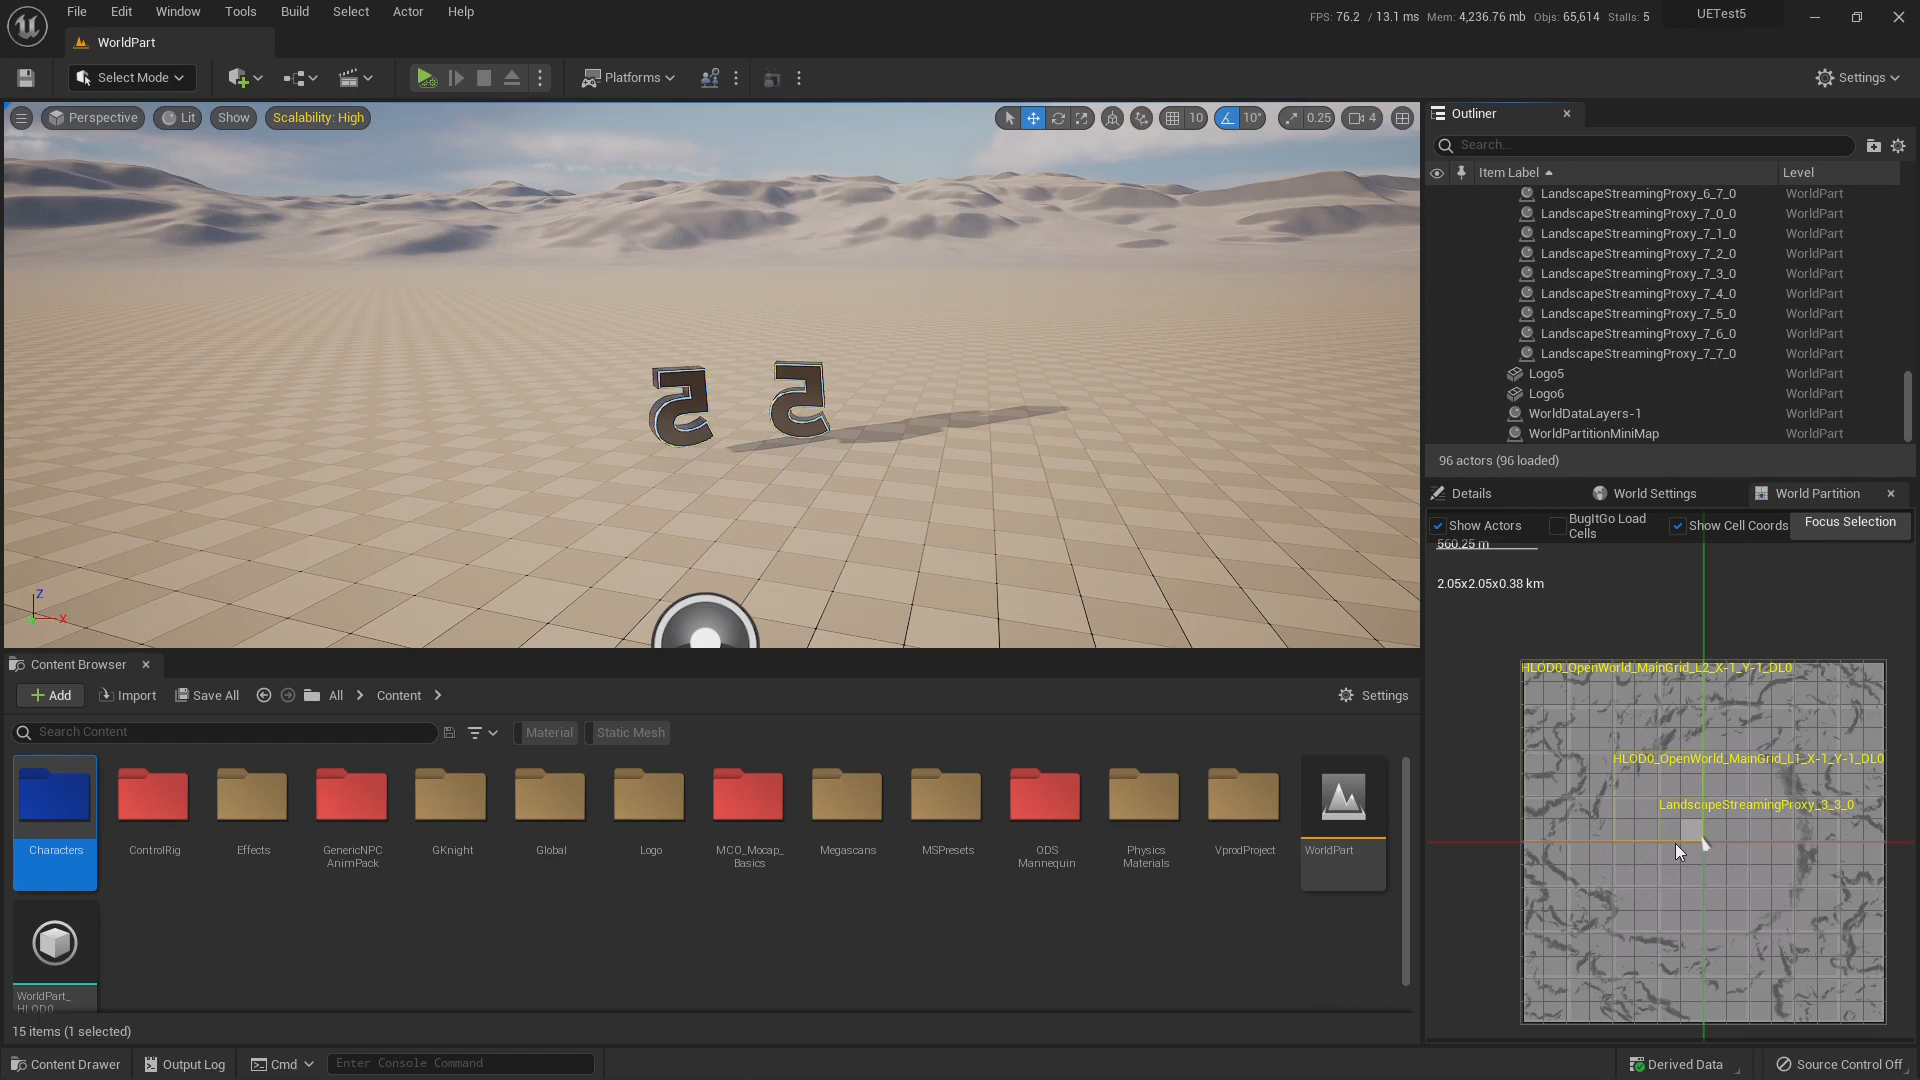 File Edit Window Tools Build Select Actor Help
FPS: 76.2 / 13.1 ms Mem: 4,236.76 mb Objs: 65,614 Stalls: 5
UETest5
WorldPart
Select Mode
Platforms
Settings
Perspective Lit Show Scalability: High
10 10° 0.25 4
Z
X
Outliner
Search...
Item Label Level
LandscapeStreamingProxy_6_7_0 WorldPart
LandscapeStreamingProxy_7_0_0 WorldPart
LandscapeStreamingProxy_7_1_0 WorldPart
LandscapeStreamingProxy_7_2_0 WorldPart
LandscapeStreamingProxy_7_3_0 WorldPart
LandscapeStreamingProxy_7_4_0 WorldPart
LandscapeStreamingProxy_7_5_0 WorldPart
LandscapeStreamingProxy_7_6_0 WorldPart
LandscapeStreamingProxy_7_7_0 WorldPart
Logo5 WorldPart
Logo6 WorldPart
WorldDataLayers-1 WorldPart
WorldPartitionMiniMap WorldPart
96 actors (96 loaded)
Details World Settings World Partition
Show Actors BugItGo Load Cells Show Cell Coords Focus Selection
560.25 m
2.05x2.05x0.38 km
HLOD0_OpenWorld_MainGrid_L2_X-1_Y-1_DL0
HLOD0_OpenWorld_MainGrid_L1_X-1_Y-1_DL0
LandscapeStreamingProxy_3_3_0
Content Browser
Add Import Save All All Content
Settings
Search Content
Material Static Mesh
Characters
ControlRig
Effects
GenericNPC
AnimPack
GKnight
Global
Logo
MCO_Mocap_
Basics
Megascans
MSPresets
ODS
Mannequin
Physics
Materials
VprodProject
WorldPart
WorldPart_
HLOD0
15 items (1 selected)
Content Drawer Output Log Cmd Enter Console Command
Derived Data Source Control Off